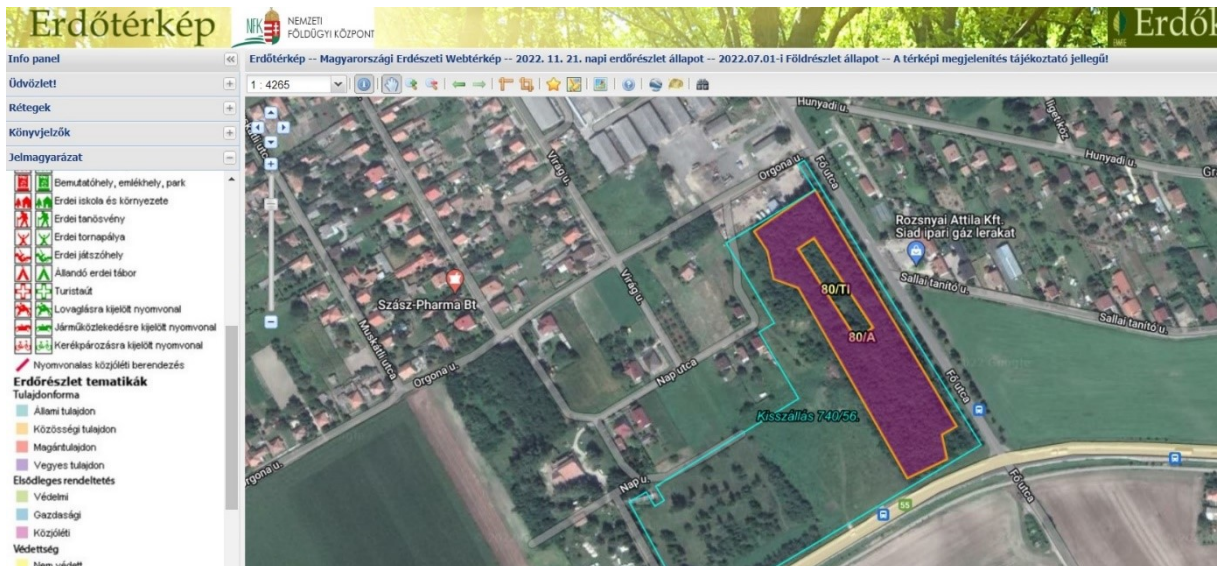 Erdőtérkép
NFK
NEMZETI
FÖLDÜGYI KÖZPONT
Info panel
Erdőtérkép -- Magyarországi Erdészeti Webtérkép -- 2022. 11. 21. napi erdőrészlet állapot -- 2022.07.01-i Földrészlet állapot -- A térképi megjelenítés tájékoztató jellegű!
Üdvözlet!
1 : 4265
Rétegek
Könyvjelzők
Jelmagyarázat
Bemutatóhely, emlékhely, park
Erdei iskola és környezete
Erdei tanösvény
Erdei tornapálya
Erdei játszóhely
Állandó erdei tábor
Turistaút
Lovaglásra kijelölt nyomvonal
Járműközlekedésre kijelölt nyomvonal
Kerékpározásra kijelölt nyomvonal
Nyomvonalas közjóléti berendezés
Erdőrészlet tematikák
Tulajdonforma
Állami tulajdon
Közösségi tulajdon
Magántulajdon
Vegyes tulajdon
Elsődleges rendeltetés
Védelmi
Gazdasági
Közjóléti
Védettség
Nem védett
Hunyadi u.
Hunyadi u.
Virág u.
Orgona u.
Fő utca
Rozsnyai Attila Kft.
Siad ipari gáz lerakat
Sallai tanító u.
Sallai tanító u.
Szász-Pharma Bt
Virág u.
80/TI
80/A
Muskátli utca
Orgona u.
Nap utca
Fő utca
Kisszállás 740/56.
Nap u.
Fő utca
55